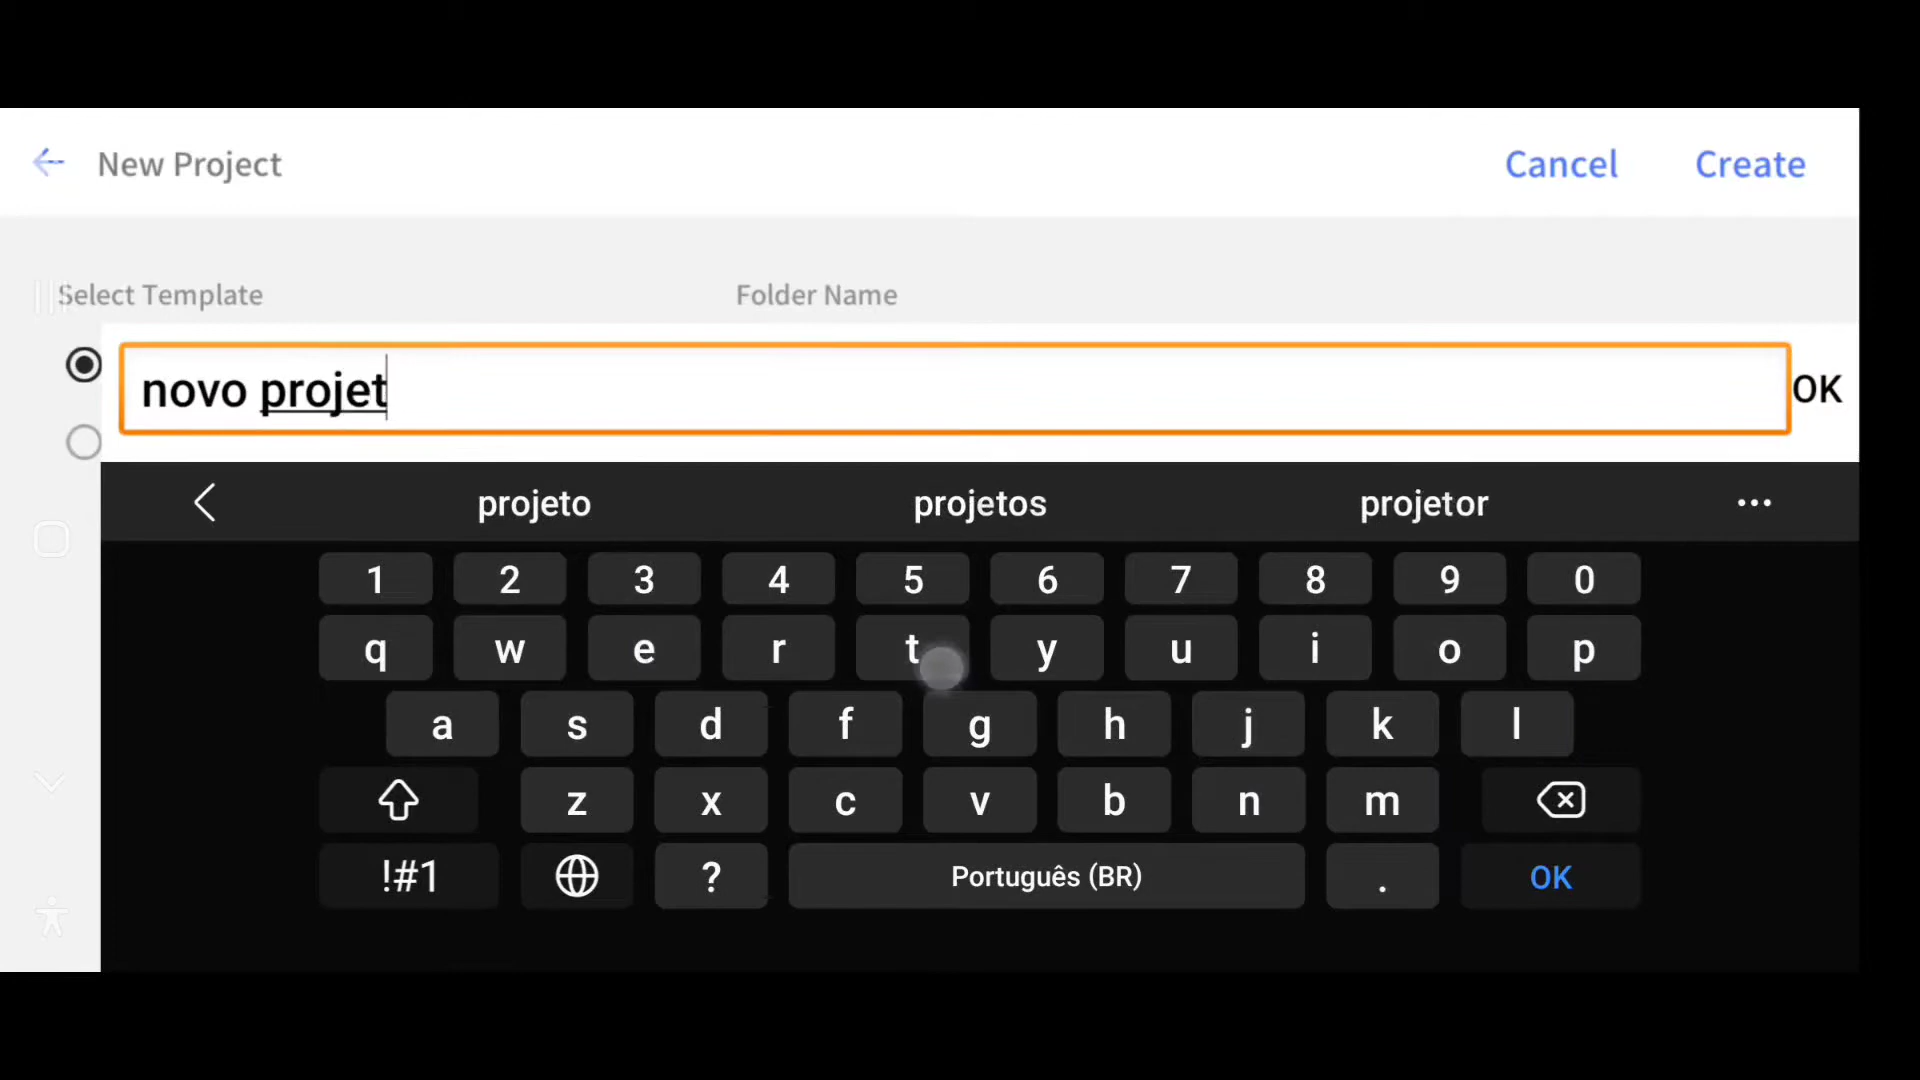 New Project
Cancel
Create
Select Template
Folder Name
novo projet
OK
projeto
projetos
projetor
1 2 3 4 5 6 7 8 9 0
q w e r t y u i o p
a s d f g h j k l
z x c v b n m
!#1 ? Português (BR) . OK